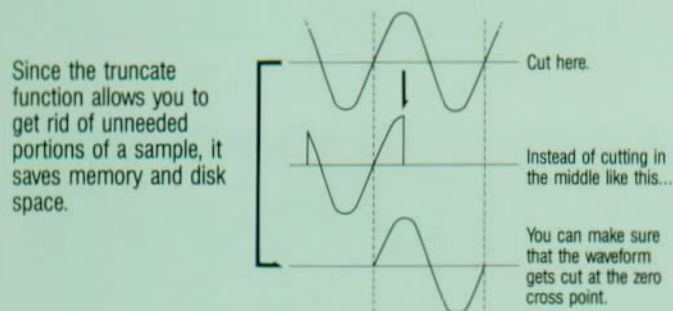 Since the truncate
function allows you to
get rid of unneeded
portions of a sample, it
saves memory and disk
space.
Cut here.
Instead of cutting in
the middle like this...
You can make sure
that the waveform
gets cut at the zero
cross point.